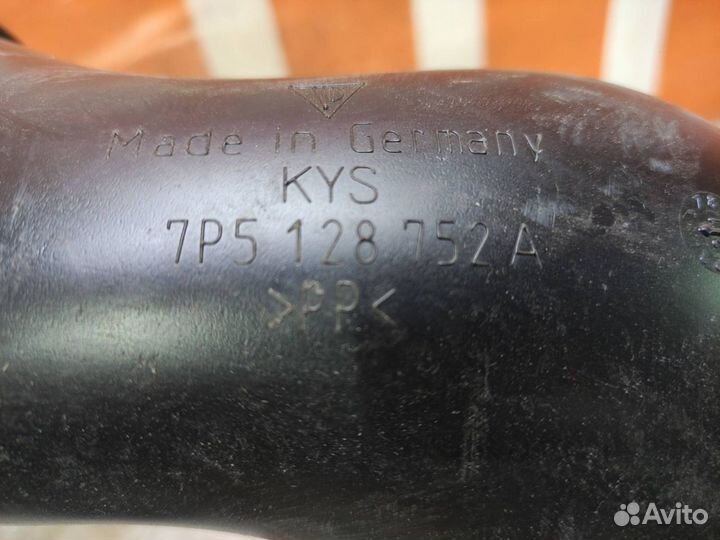 Made in Germany
KYS
7P5 128 752 A
>PP<
Avito